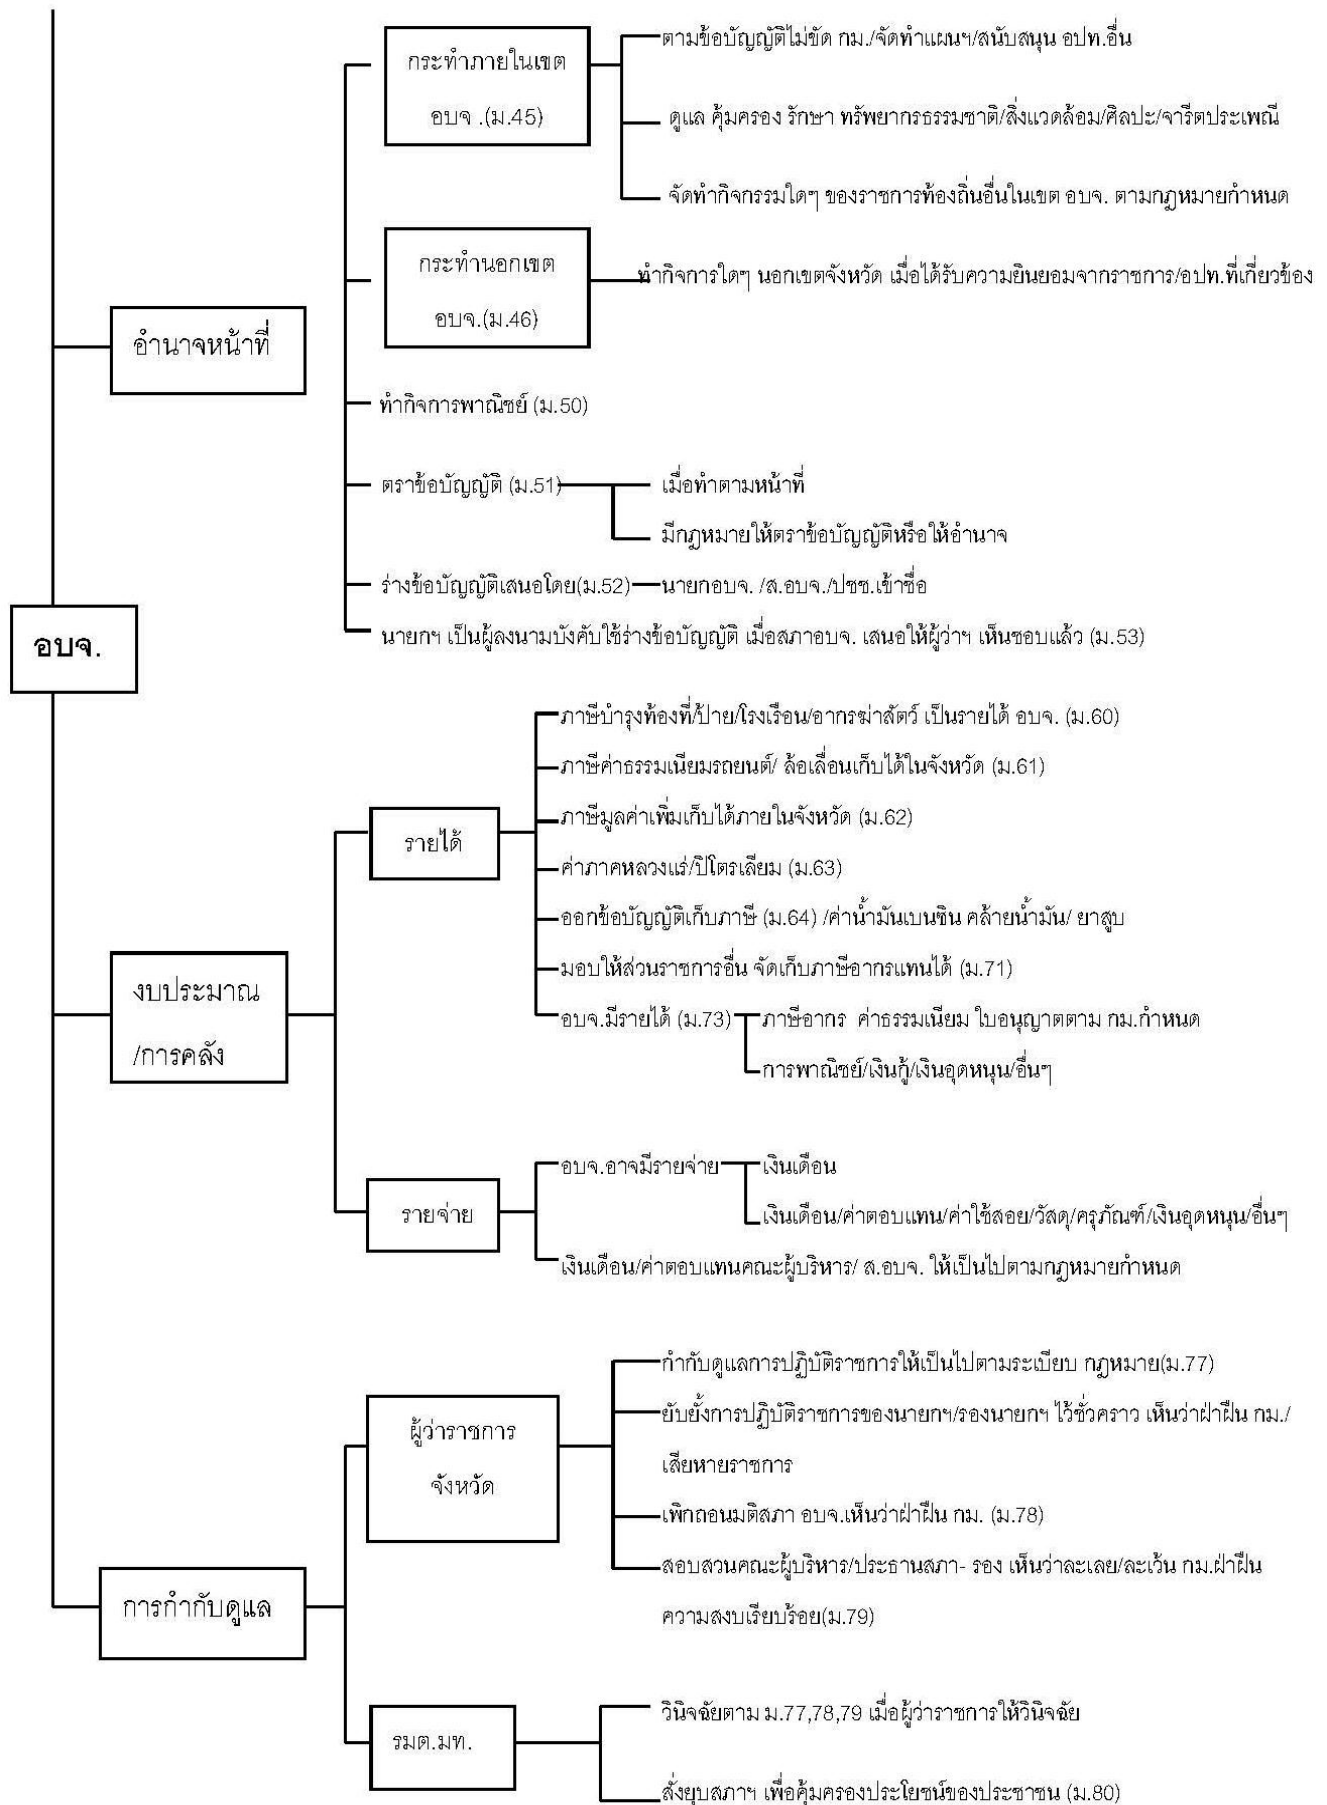 กระทำภายในเขต
อบจ .(ม.45)
ตามข้อบัญญัติไม่ขัด กม./จัดทำแผนฯ/สนับสนุน อปท.อื่น
ดูแล คุ้มครอง รักษา ทรัพยากรธรรมชาติ/สิ่งแวดล้อม/ศิลปะ/จารีตประเพณี
จัดทำกิจกรรมใดๆ ของราชการท้องถิ่นอื่นในเขต อบจ. ตามกฎหมายกำหนด
กระทำนอกเขต
อบจ.(ม.46)
ทำกิจการใดๆ นอกเขตจังหวัด เมื่อได้รับความยินยอมจากราชการ/อปท.ที่เกี่ยวข้อง
อำนาจหน้าที่
ทำกิจการพาณิชย์ (ม.50)
ตราข้อบัญญัติ (ม.51)
เมื่อทำตามหน้าที่
มีกฎหมายให้ตราข้อบัญญัติหรือให้อำนาจ
ร่างข้อบัญญัติเสนอโดย(ม.52)
นายกอบจ. /ส.อบจ./ปชช.เข้าชื่อ
นายกฯ เป็นผู้ลงนามบังคับใช้ร่างข้อบัญญัติ เมื่อสภาอบจ. เสนอให้ผู้ว่าฯ เห็นชอบแล้ว (ม.53)
อบจ.
งบประมาณ
/การคลัง
รายได้
ภาษีบำรุงท้องที่/ป้าย/โรงเรือน/อากรฆ่าสัตว์ เป็นรายได้ อบจ. (ม.60)
ภาษีค่าธรรมเนียมรถยนต์/ ล้อเลื่อนเก็บได้ในจังหวัด (ม.61)
ภาษีมูลค่าเพิ่มเก็บได้ภายในจังหวัด (ม.62)
ค่าภาคหลวงแร่/ปิโตรเลียม (ม.63)
ออกข้อบัญญัติเก็บภาษี (ม.64) /ค่าน้ำมันเบนซิน คล้ายน้ำมัน/ ยาสูบ
มอบให้ส่วนราชการอื่น จัดเก็บภาษีอากรแทนได้ (ม.71)
อบจ.มีรายได้ (ม.73)
ภาษีอากร ค่าธรรมเนียม ใบอนุญาตตาม กม.กำหนด
การพาณิชย์/เงินกู้/เงินอุดหนุน/อื่นๆ
รายจ่าย
อบจ.อาจมีรายจ่าย
เงินเดือน
เงินเดือน/ค่าตอบแทน/ค่าใช้สอย/วัสดุ/ครุภัณฑ์/เงินอุดหนุน/อื่นๆ
เงินเดือน/ค่าตอบแทนคณะผู้บริหาร/ ส.อบจ. ให้เป็นไปตามกฎหมายกำหนด
การกำกับดูแล
ผู้ว่าราชการ
จังหวัด
กำกับดูแลการปฏิบัติราชการให้เป็นไปตามระเบียบ กฎหมาย(ม.77)
ยับยั้งการปฏิบัติราชการของนายกฯ/รองนายกฯ ไว้ชั่วคราว เห็นว่าฝ่าฝืน กม./
เสียหายราชการ
เพิกถอนมติสภา อบจ.เห็นว่าฝ่าฝืน กม. (ม.78)
สอบสวนคณะผู้บริหาร/ประธานสภา- รอง เห็นว่าละเลย/ละเว้น กม.ฝ่าฝืน
ความสงบเรียบร้อย(ม.79)
รมต.มท.
วินิจฉัยตาม ม.77,78,79 เมื่อผู้ว่าราชการให้วินิจฉัย
สั่งยุบสภาฯ เพื่อคุ้มครองประโยชน์ของประชาชน (ม.80)